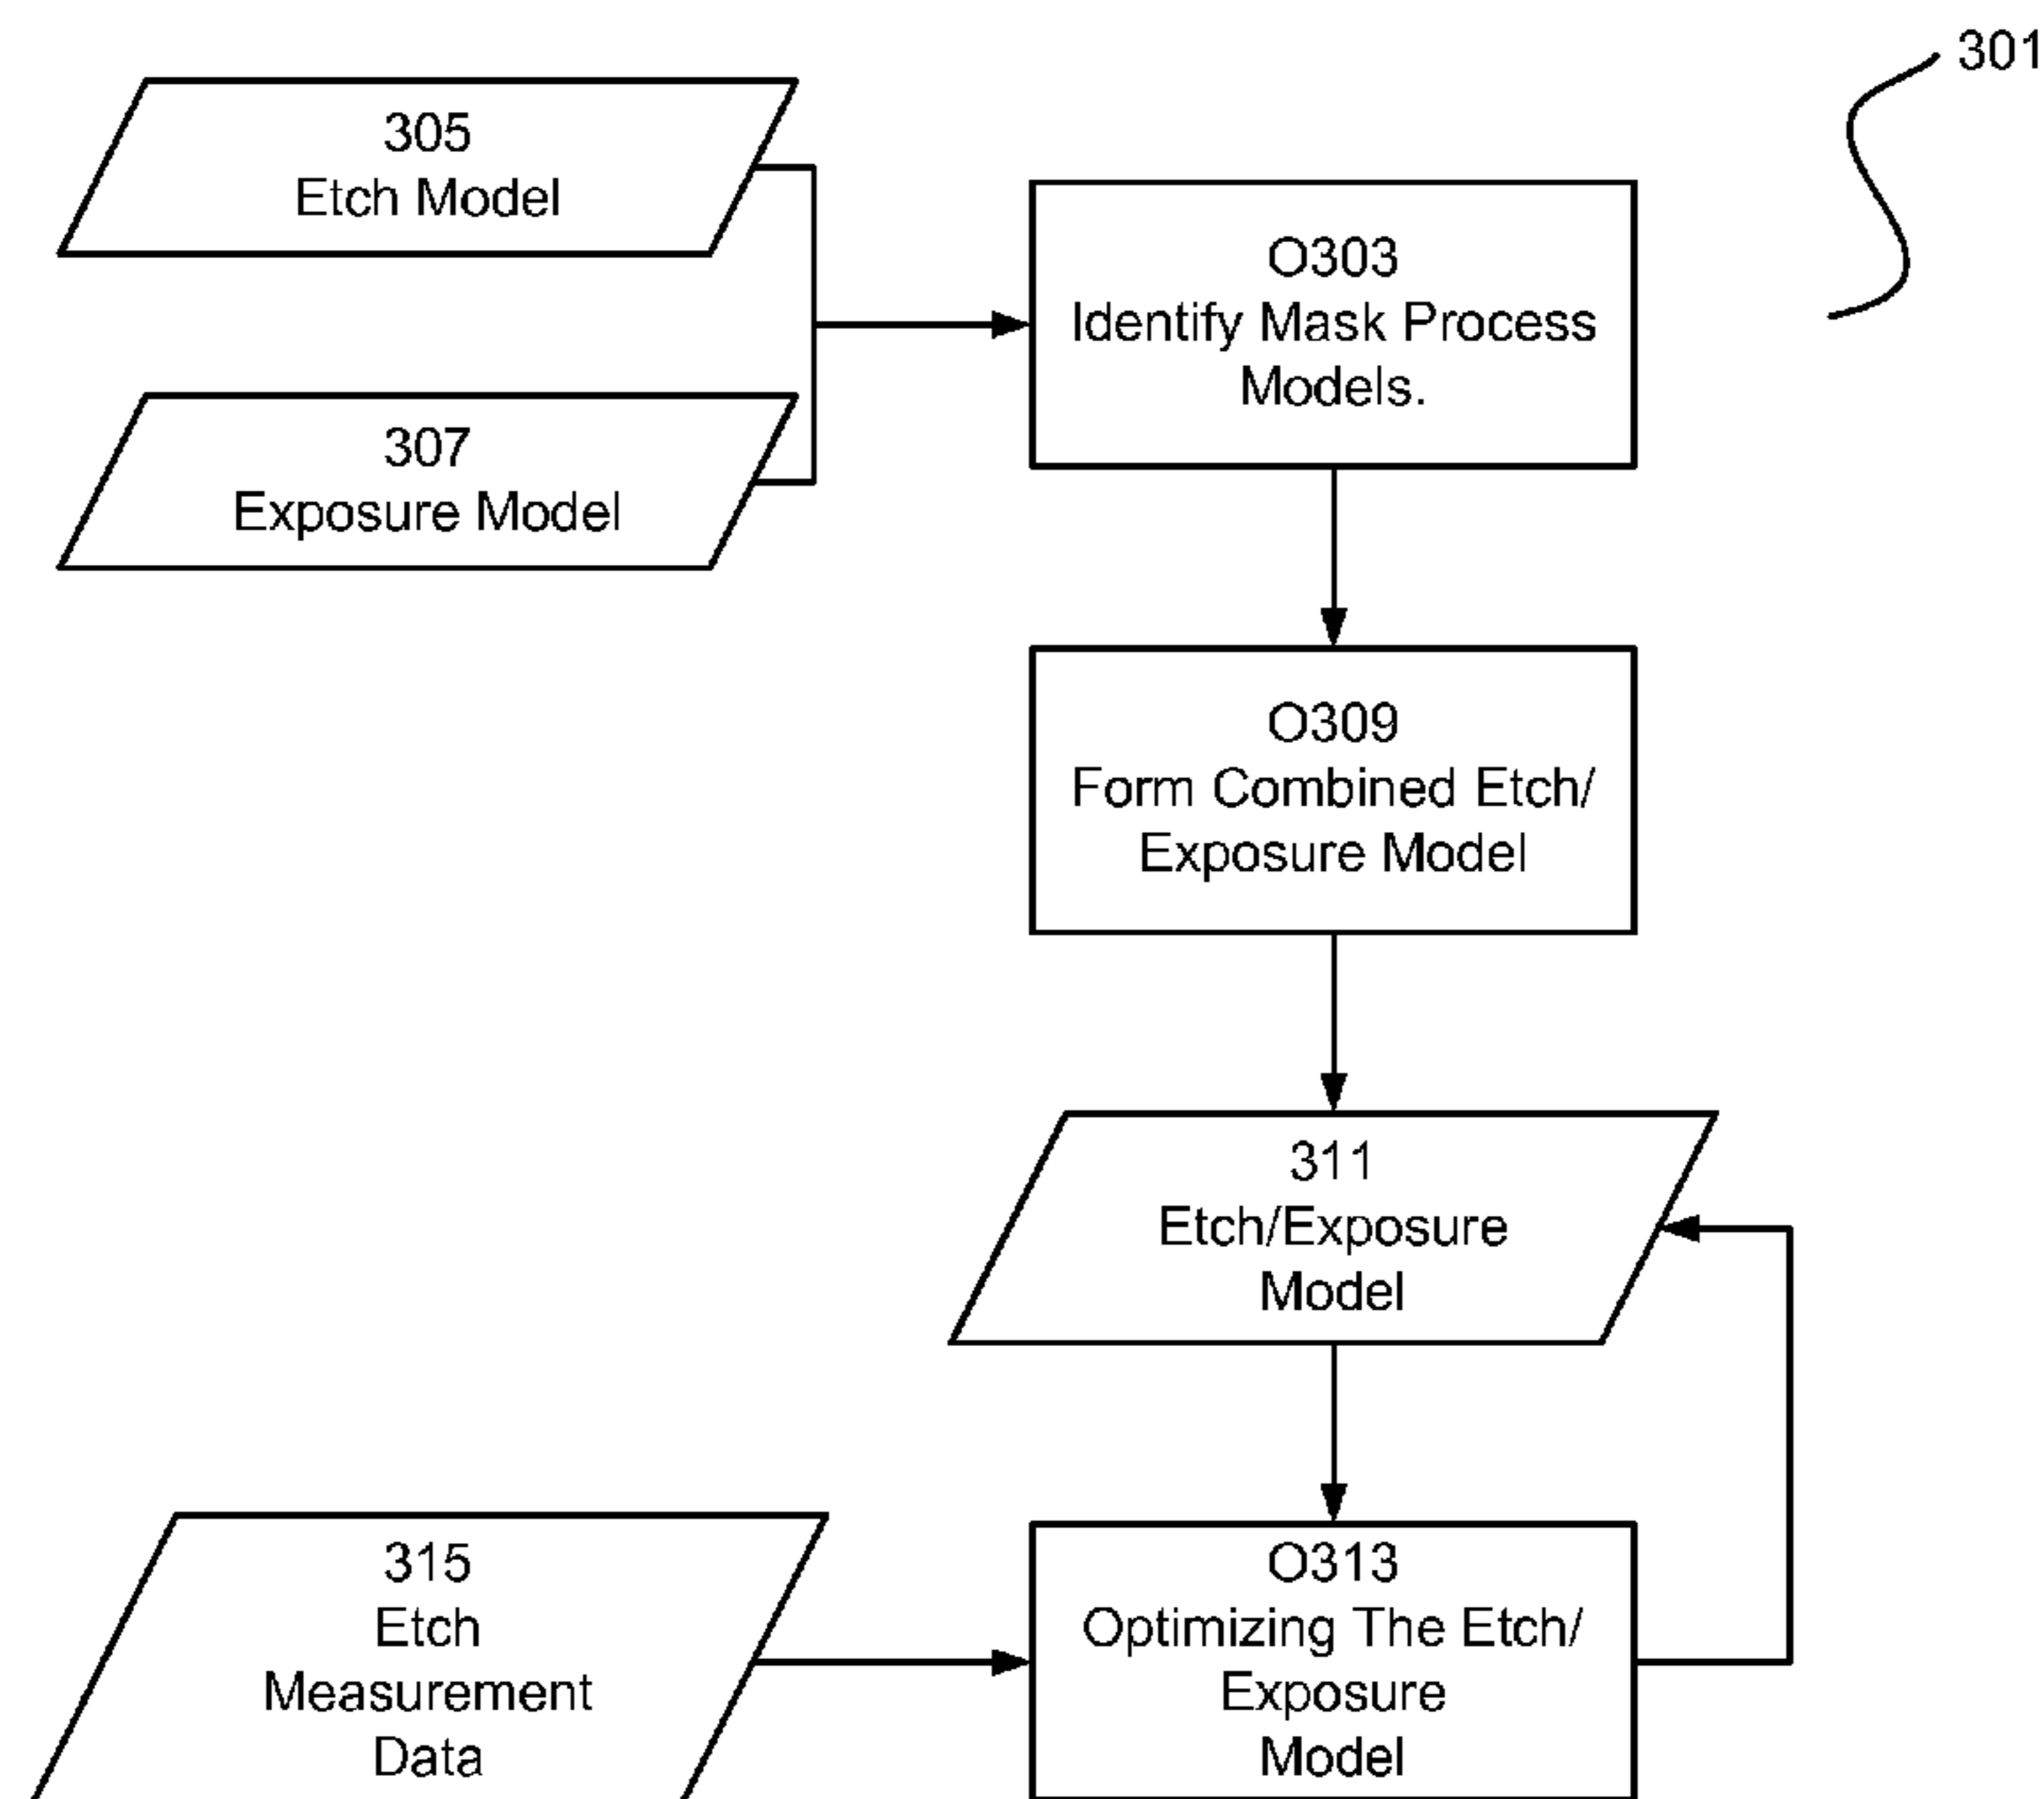 301
305
Etch Model
O303
Identify Mask Process
Models.
307
Exposure Model
O309
Form Combined Etch/
Exposure Model
311
Etch/Exposure
Model
315
Etch
Measurement
Data
O313
Optimizing The Etch/
Exposure
Model